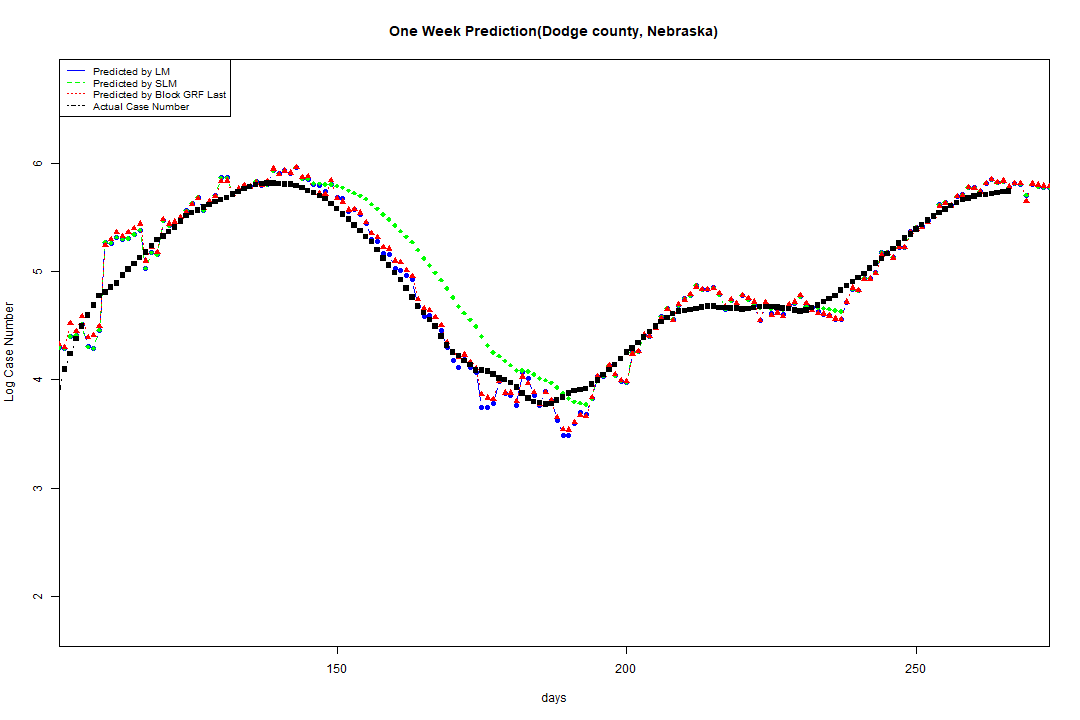 One Week Prediction(Dodge county, Nebraska)
Predicted by LM
Predicted by SLM
Predicted by Block GRF Last
Actual Case Number
Log Case Number
6
5
4
3
2
150
200
250
days